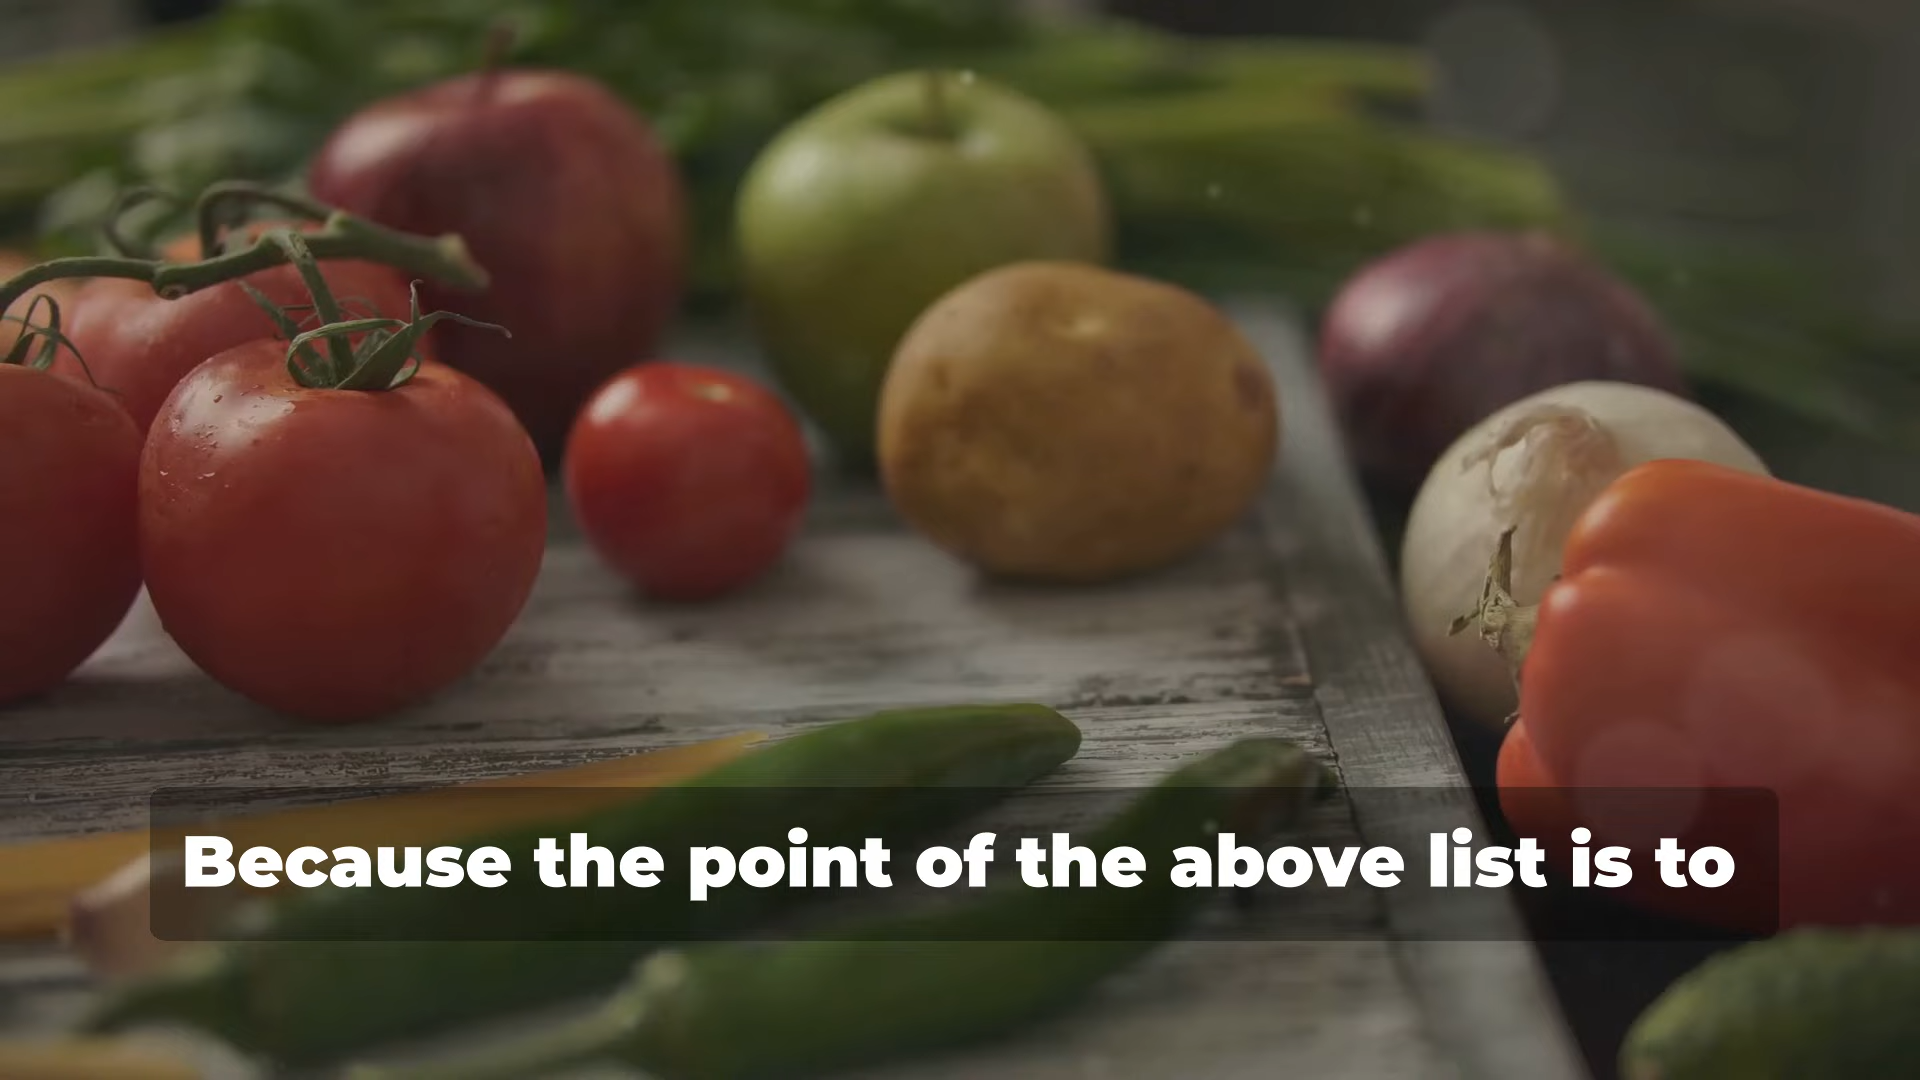 Because the point of the above list is to